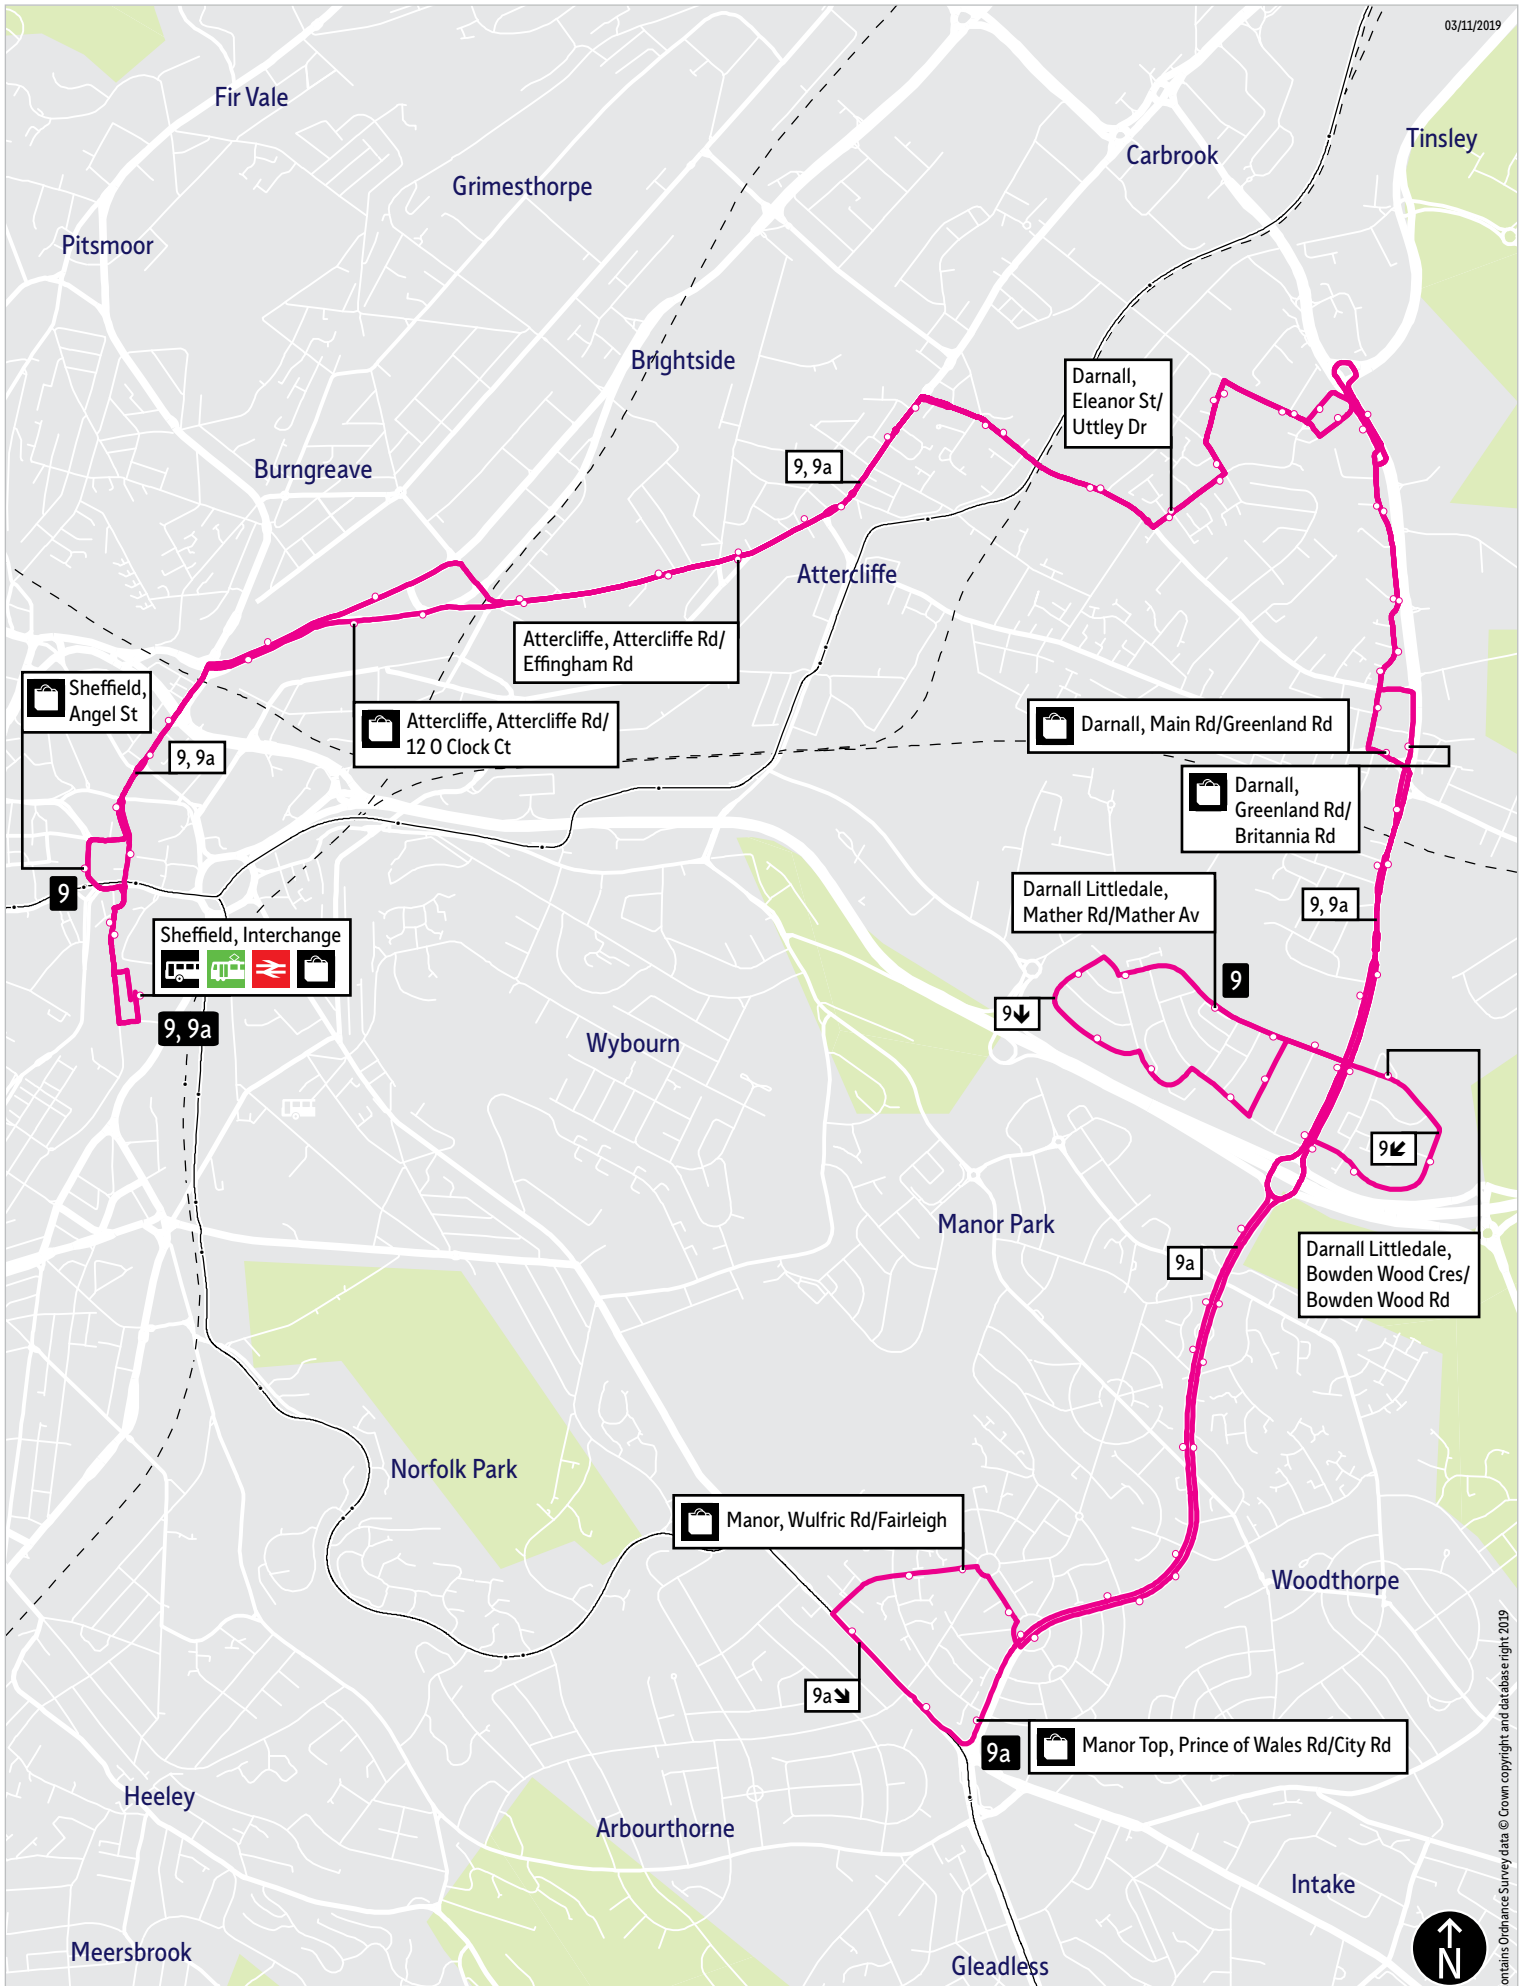 03/11/2019
Fir Vale
Tinsley
Carbrook
Grimesthorpe
Pitsmoor
Brightside
Darnall,
Eleanor St/
Uttley Dr
9, 9a
Burngreave
Attercliffe
Attercliffe, Attercliffe Rd/
Effingham Rd
Sheffield,
Angel St
Attercliffe, Attercliffe Rd/
12 O Clock Ct
Darnall, Main Rd/Greenland Rd
9, 9a
Darnall,
Greenland Rd/
Britannia Rd
9
Darnall Littledale,
Mather Rd/Mather Av
9, 9a
Sheffield, Interchange
9
9
9, 9a
Wybourn
9
Manor Park
9a
Darnall Littledale,
Bowden Wood Cres/
Bowden Wood Rd
Norfolk Park
Manor, Wulfric Rd/Fairleigh
Woodthorpe
9a
9a
Manor Top, Prince of Wales Rd/City Rd
Heeley
Arbourthorne
Intake
Meersbrook
Gleadless
N
ontains Ordnance Survey data © Crown copyright and database right 2019